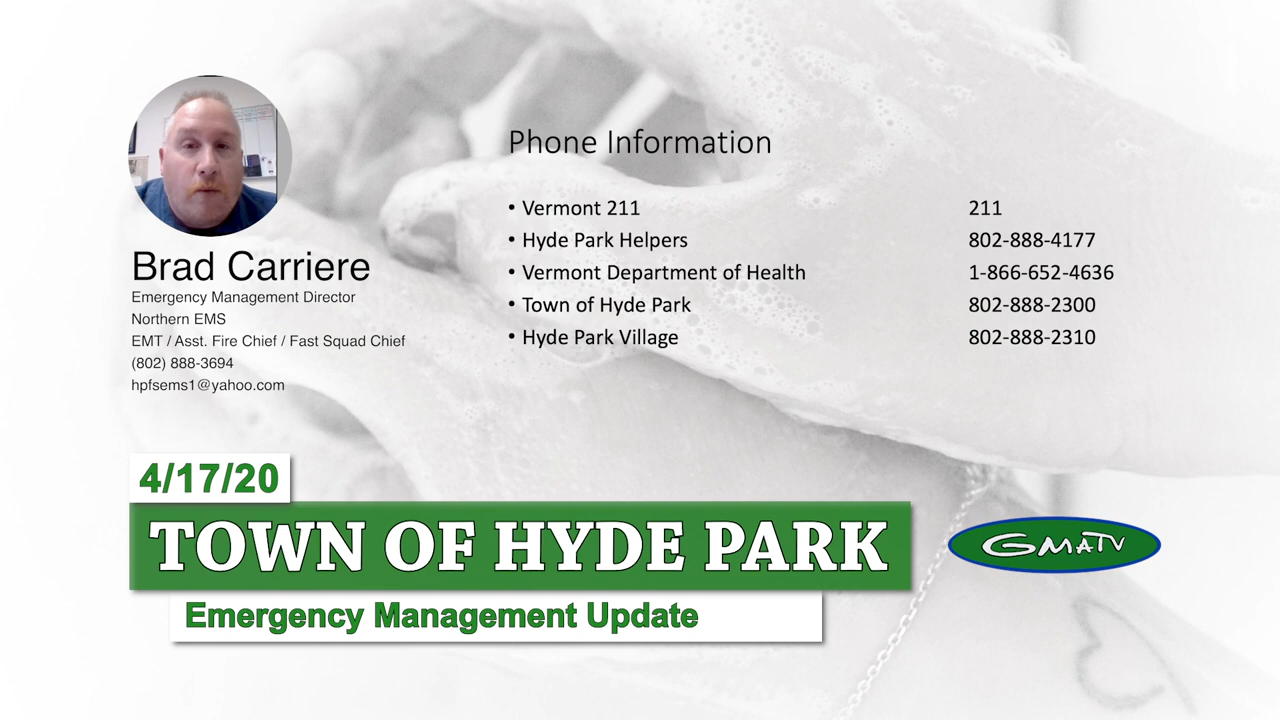 Brad Carriere
Emergency Management Director
Northern EMS
EMT / Asst. Fire Chief / Fast Squad Chief
(802) 888-3694
hpfsems1@yahoo.com
Phone Information
• Vermont 211 211
• Hyde Park Helpers 802-888-4177
• Vermont Department of Health 1-866-652-4636
• Town of Hyde Park 802-888-2300
• Hyde Park Village 802-888-2310
4/17/20
TOWN OF HYDE PARK
GMATV
Emergency Management Update